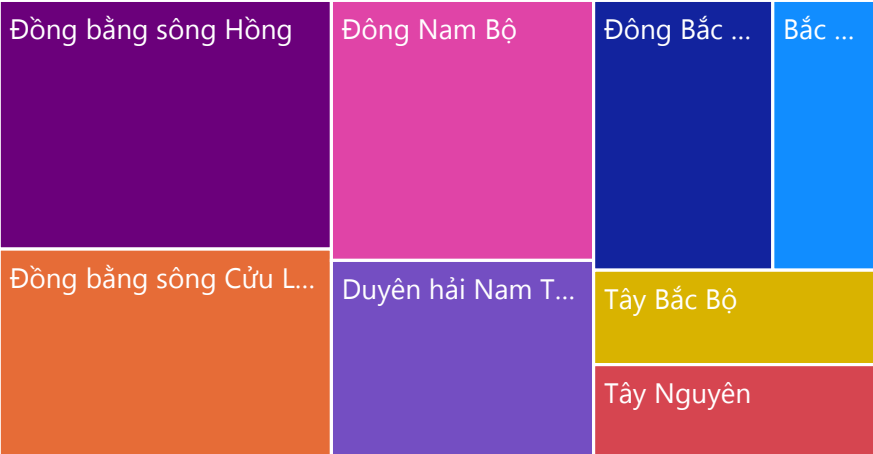 Đồng bằng sông Hồng
Đồng bằng sông Cửu L...
Đông Nam Bộ
Duyên hải Nam T...
Đông Bắc ...
Bắc ...
Tây Bắc Bộ
Tây Nguyên